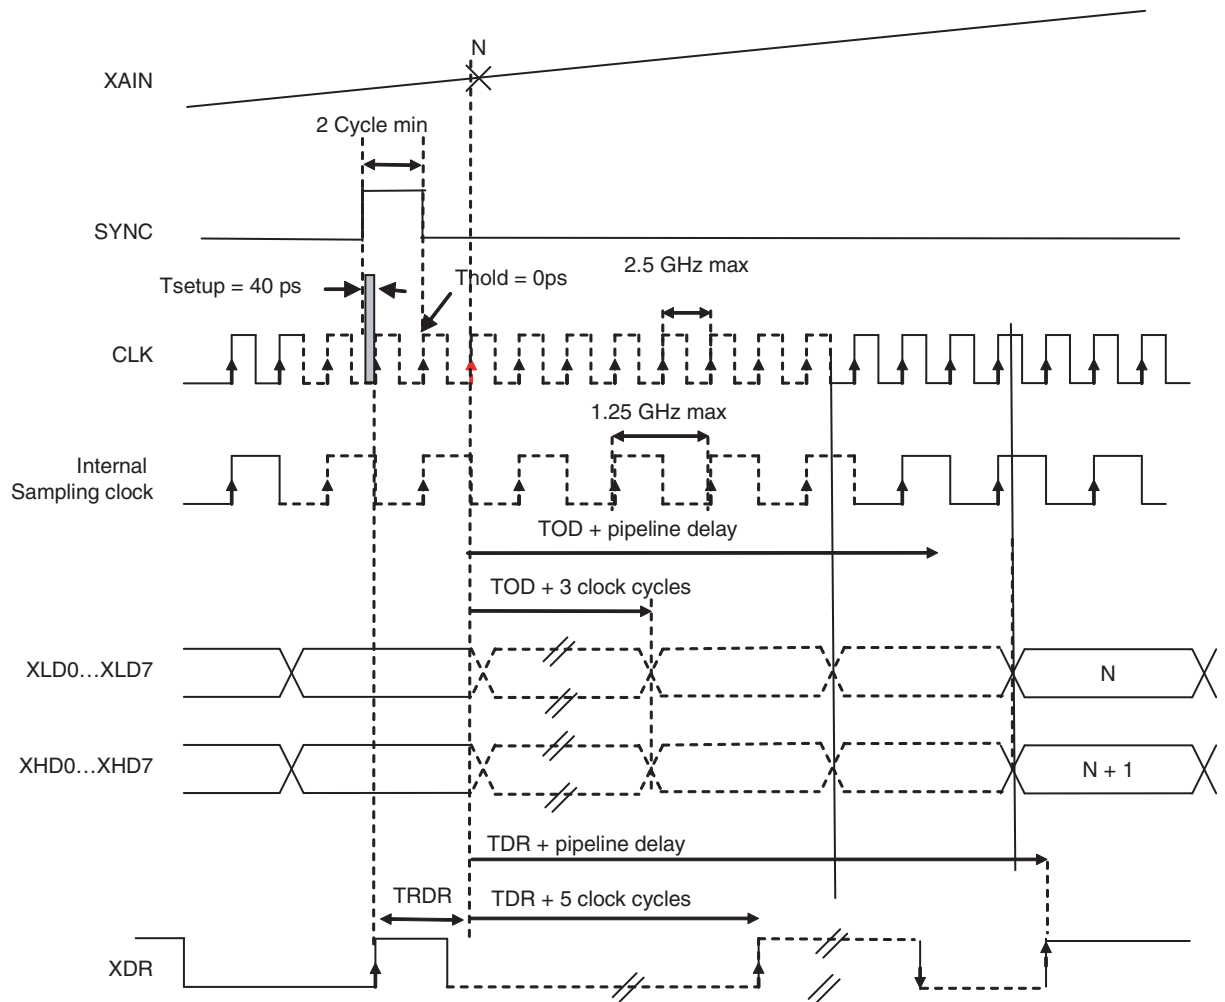 N
XAIN
2 Cycle min
SYNC
2.5 GHz max
Tsetup = 40 ps
Thold = 0ps
CLK
1.25 GHz max
Internal
Sampling clock
TOD + pipeline delay
TOD + 3 clock cycles
XLD0…XLD7
N
XHD0…XHD7
N + 1
TDR + pipeline delay
TRDR
TDR + 5 clock cycles
XDR